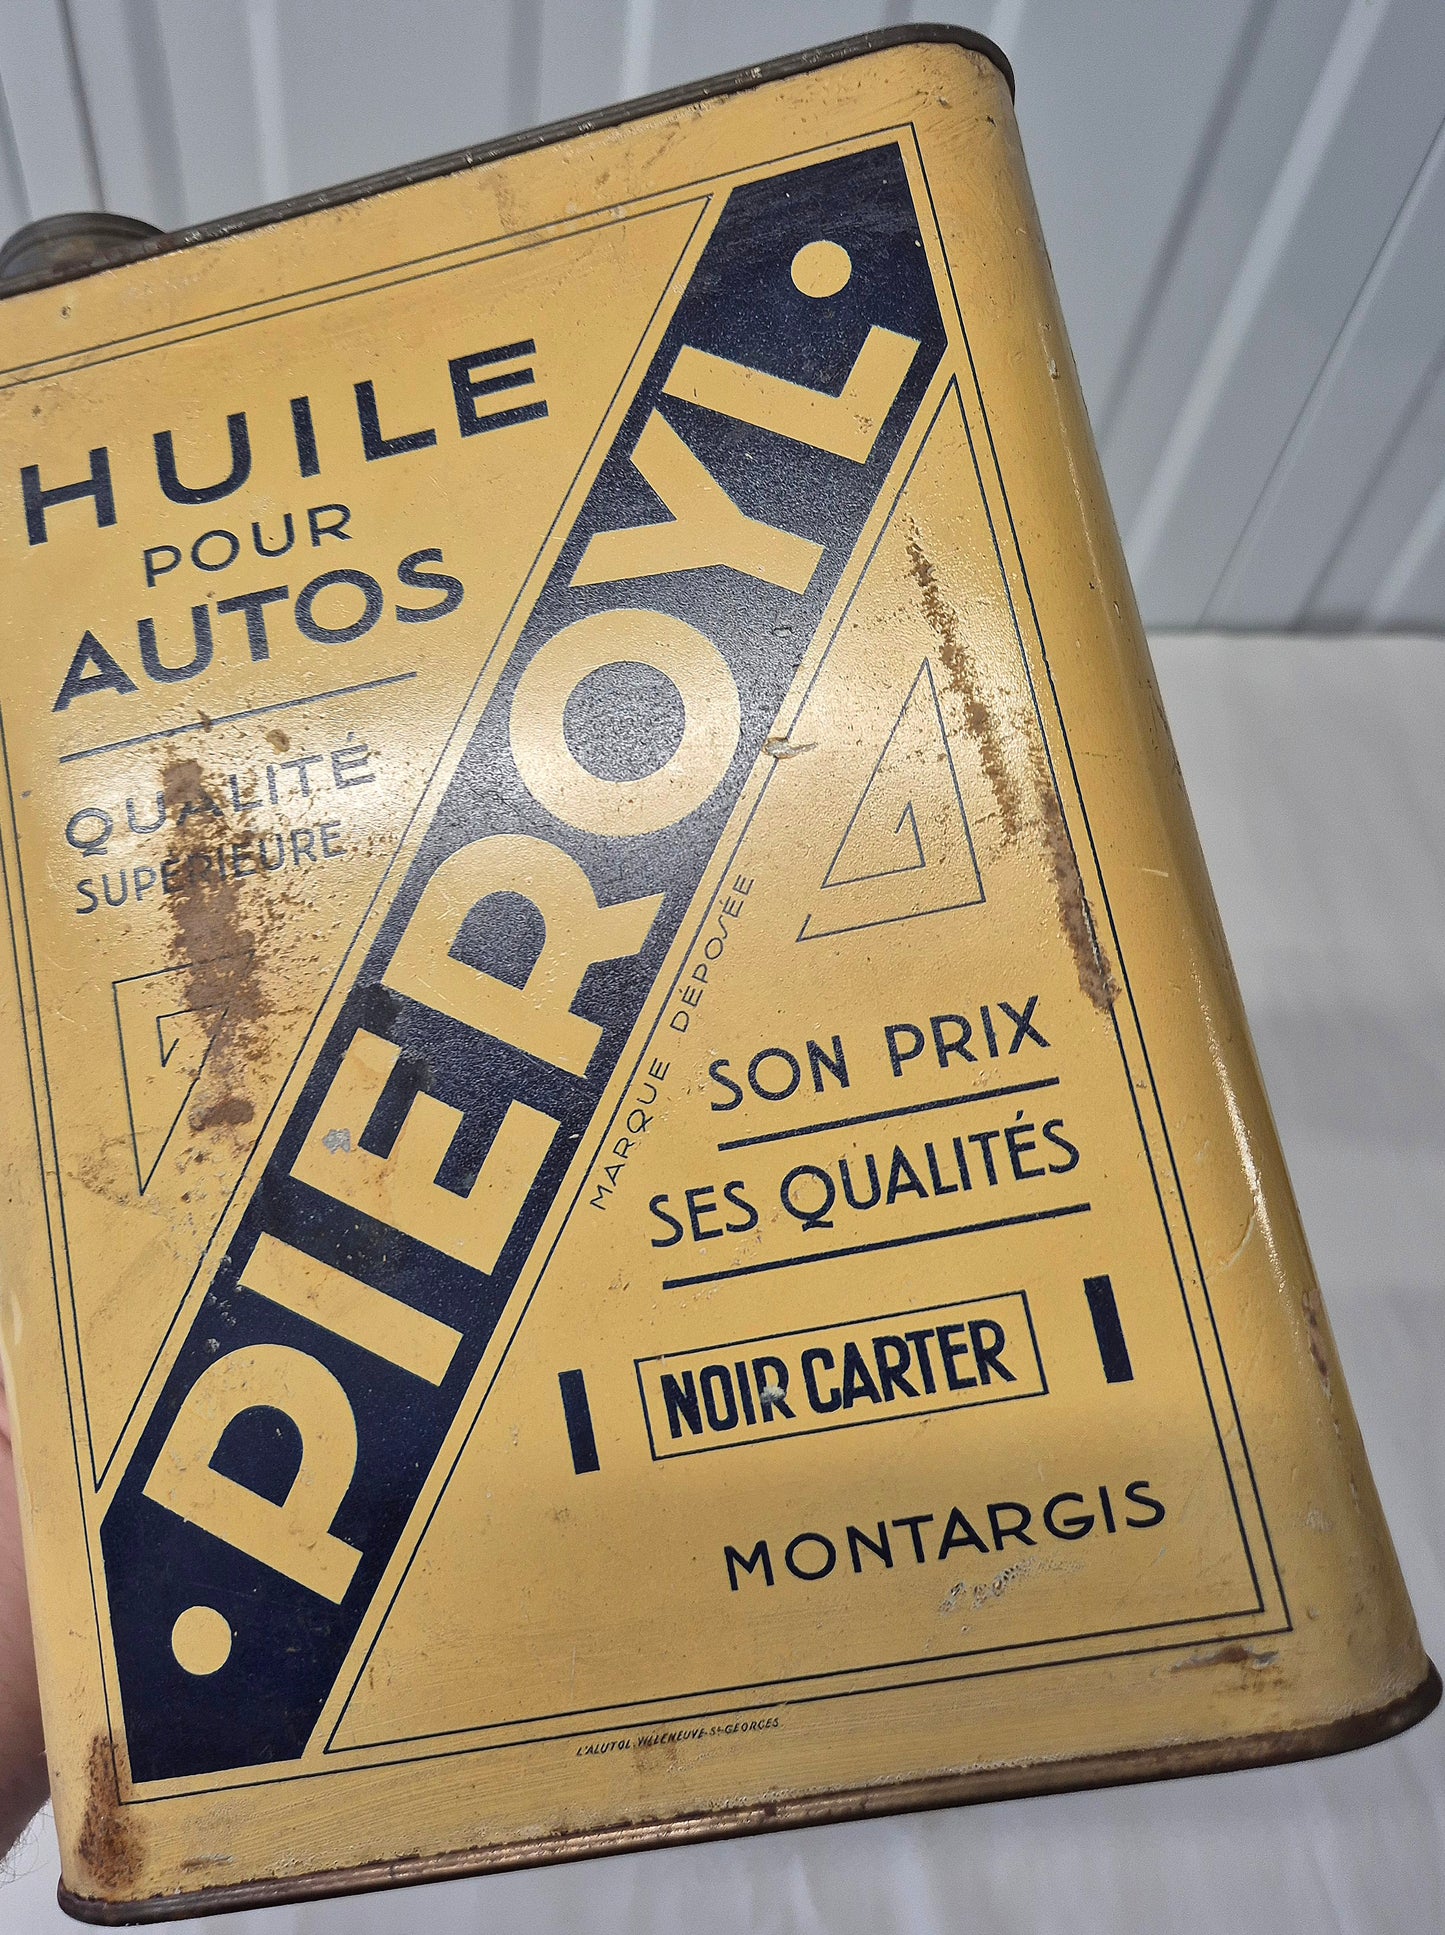 HUILE
POUR
AUTOS
QUALITÉ
SUPÉRIEURE
PIEROYL
MARQUE DÉPOSÉE
SON PRIX
SES QUALITÉS
NOIR CARTER
MONTARGIS
L'ALUTOL. VILLENEUVE-St-GEORGES